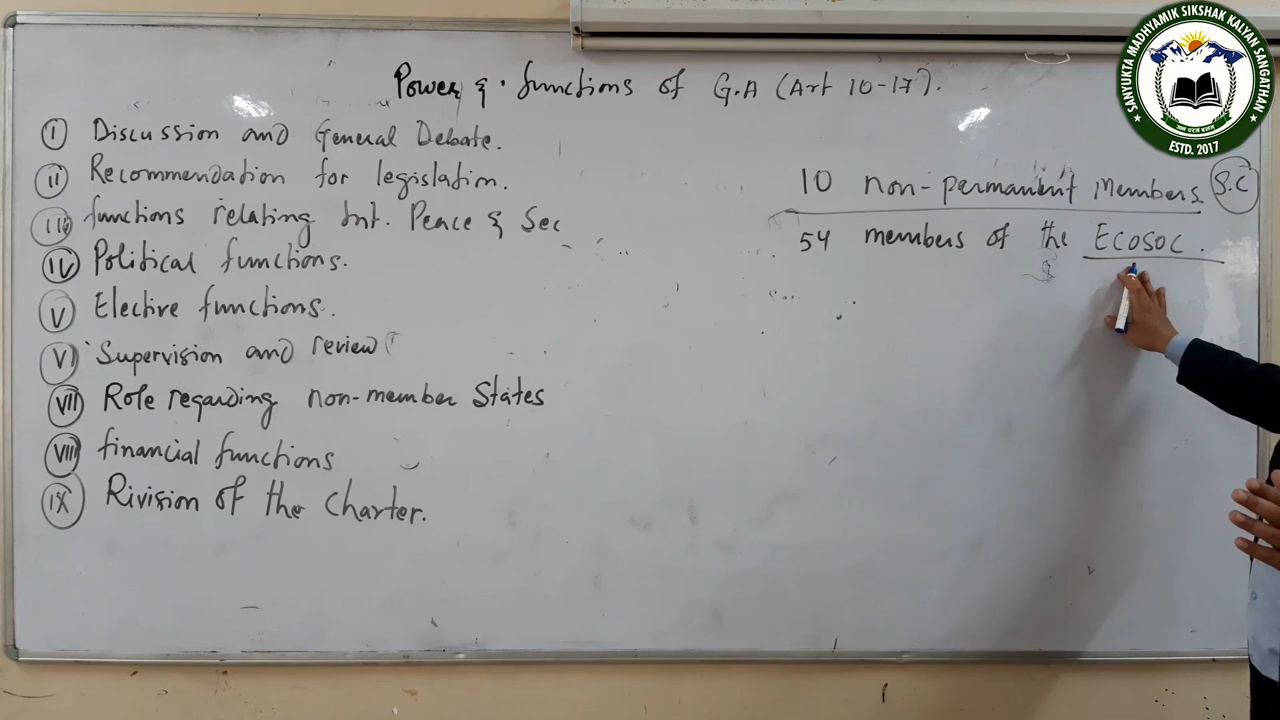 Power & functions of G.A (Art 10-17).
I Discussion and General Debate.
II Recommendation for legislation.
III functions relating Int. Peace & Sec
IV Political functions.
V Elective functions.
VI Supervision and review
VII Role regarding non-member States
VIII financial functions
IX Rivision of the Charter.
10 non-permanent Members S.C
54 members of the ECOSOC.
SANYUKTA MADHYAMIK SIKSHAK KALYAN SANGATHAN
ESTD. 2017